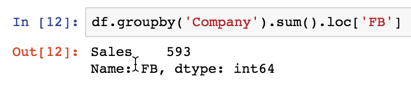 In [12]: df.groupby('Company').sum().loc['FB']
Out[12]: Sales    593
Name: FB, dtype: int64